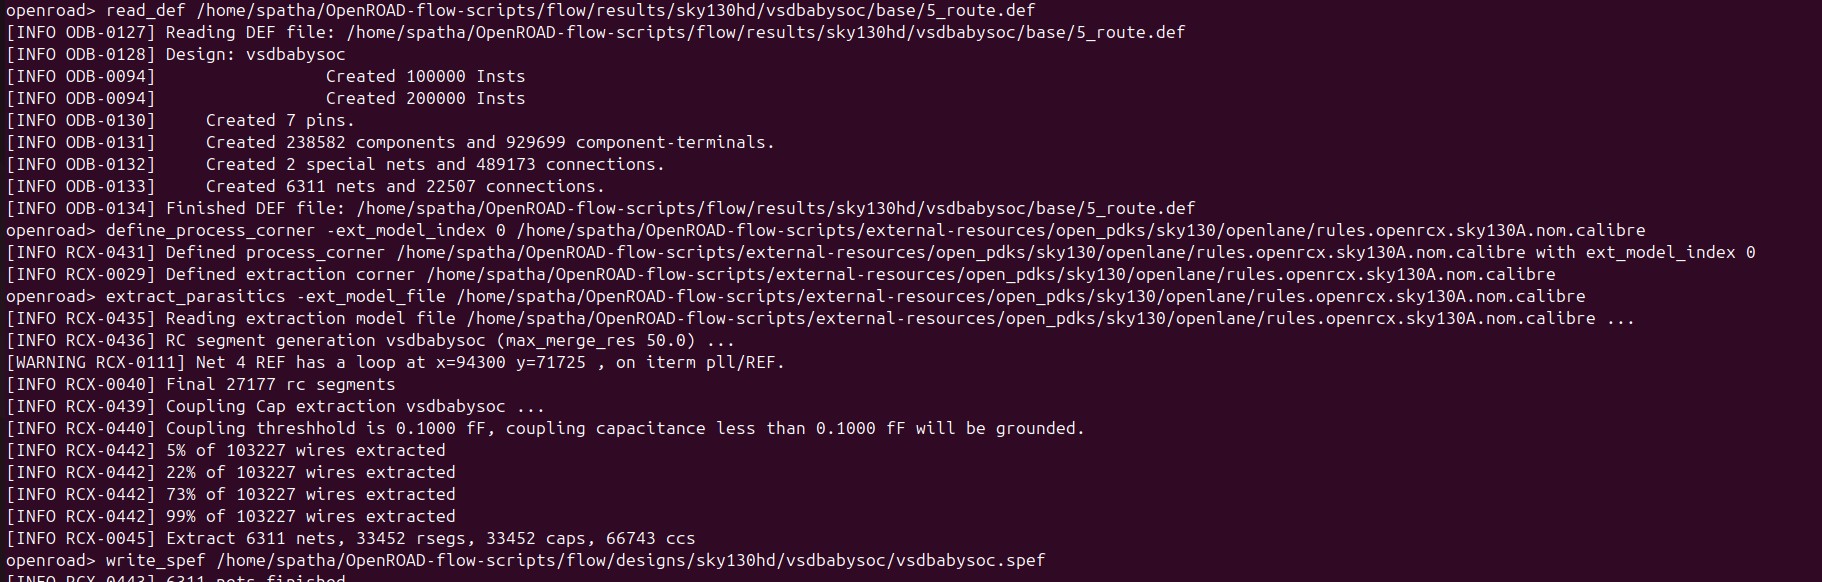 openroad> read_def /home/spatha/OpenROAD-flow-scripts/flow/results/sky130hd/vsdbabysoc/base/5_route.def
[INFO ODB-0127] Reading DEF file: /home/spatha/OpenROAD-flow-scripts/flow/results/sky130hd/vsdbabysoc/base/5_route.def
[INFO ODB-0128] Design: vsdbabysoc
[INFO ODB-0094]                 Created 100000 Insts
[INFO ODB-0094]                 Created 200000 Insts
[INFO ODB-0130]     Created 7 pins.
[INFO ODB-0131]     Created 238582 components and 929699 component-terminals.
[INFO ODB-0132]     Created 2 special nets and 489173 connections.
[INFO ODB-0133]     Created 6311 nets and 22507 connections.
[INFO ODB-0134] Finished DEF file: /home/spatha/OpenROAD-flow-scripts/flow/results/sky130hd/vsdbabysoc/base/5_route.def
openroad> define_process_corner -ext_model_index 0 /home/spatha/OpenROAD-flow-scripts/external-resources/open_pdks/sky130/openlane/rules.openrcx.sky130A.nom.calibre
[INFO RCX-0431] Defined process_corner /home/spatha/OpenROAD-flow-scripts/external-resources/open_pdks/sky130/openlane/rules.openrcx.sky130A.nom.calibre with ext_model_index 0
[INFO RCX-0029] Defined extraction corner /home/spatha/OpenROAD-flow-scripts/external-resources/open_pdks/sky130/openlane/rules.openrcx.sky130A.nom.calibre
openroad> extract_parasitics -ext_model_file /home/spatha/OpenROAD-flow-scripts/external-resources/open_pdks/sky130/openlane/rules.openrcx.sky130A.nom.calibre
[INFO RCX-0435] Reading extraction model file /home/spatha/OpenROAD-flow-scripts/external-resources/open_pdks/sky130/openlane/rules.openrcx.sky130A.nom.calibre ...
[INFO RCX-0436] RC segment generation vsdbabysoc (max_merge_res 50.0) ...
[WARNING RCX-0111] Net 4 REF has a loop at x=94300 y=71725 , on iterm pll/REF.
[INFO RCX-0040] Final 27177 rc segments
[INFO RCX-0439] Coupling Cap extraction vsdbabysoc ...
[INFO RCX-0440] Coupling threshhold is 0.1000 fF, coupling capacitance less than 0.1000 fF will be grounded.
[INFO RCX-0442] 5% of 103227 wires extracted
[INFO RCX-0442] 22% of 103227 wires extracted
[INFO RCX-0442] 73% of 103227 wires extracted
[INFO RCX-0442] 99% of 103227 wires extracted
[INFO RCX-0045] Extract 6311 nets, 33452 rsegs, 33452 caps, 66743 ccs
openroad> write_spef /home/spatha/OpenROAD-flow-scripts/flow/designs/sky130hd/vsdbabysoc/vsdbabysoc.spef
[INFO RCX-0443] 6311 nets finished